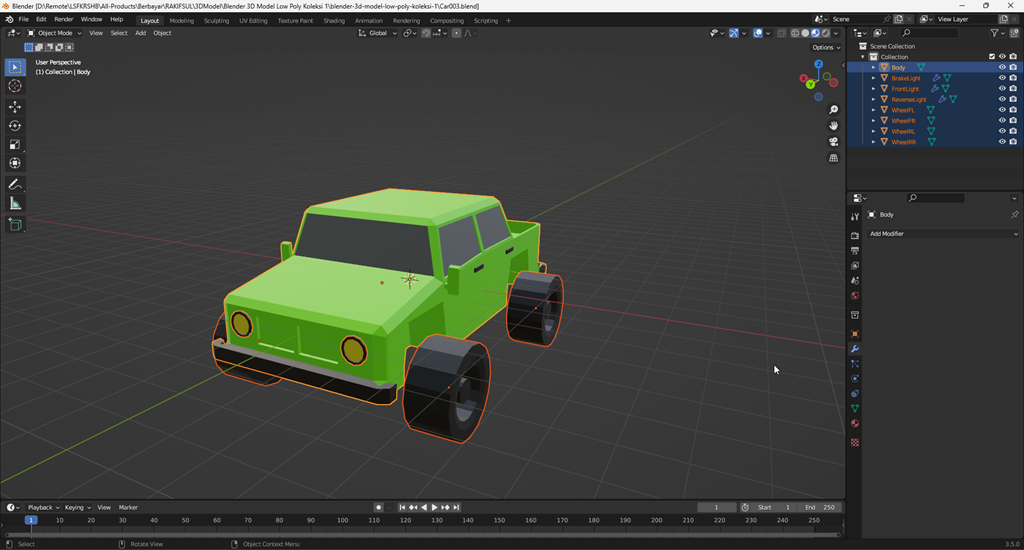 Blender [D:\Remote\LSFKRSHB\All-Products\Berbayar\RAKIFSUL\3DModel\Blender 3D Model Low Poly Koleksi 1\blender-3d-model-low-poly-koleksi-1\Car003.blend]
File Edit Render Window Help Layout Modeling Sculpting UV Editing Texture Paint Shading Animation Rendering Compositing Scripting + Scene View Layer
Object Mode View Select Add Object Global
Options
User Perspective
(1) Collection | Body
Scene Collection
Collection
Body
BrakeLight
FrontLight
ReverseLight
WheelFL
WheelFR
WheelRL
WheelRR
Z
X
Y
Body
Add Modifier
Playback Keying View Marker 1 Start 1 End 250
1 10 20 30 40 50 60 70 80 90 100 110 120 130 140 150 160 170 180 190 200 210 220 230 240 250
Select Rotate View Object Context Menu 3.5.0